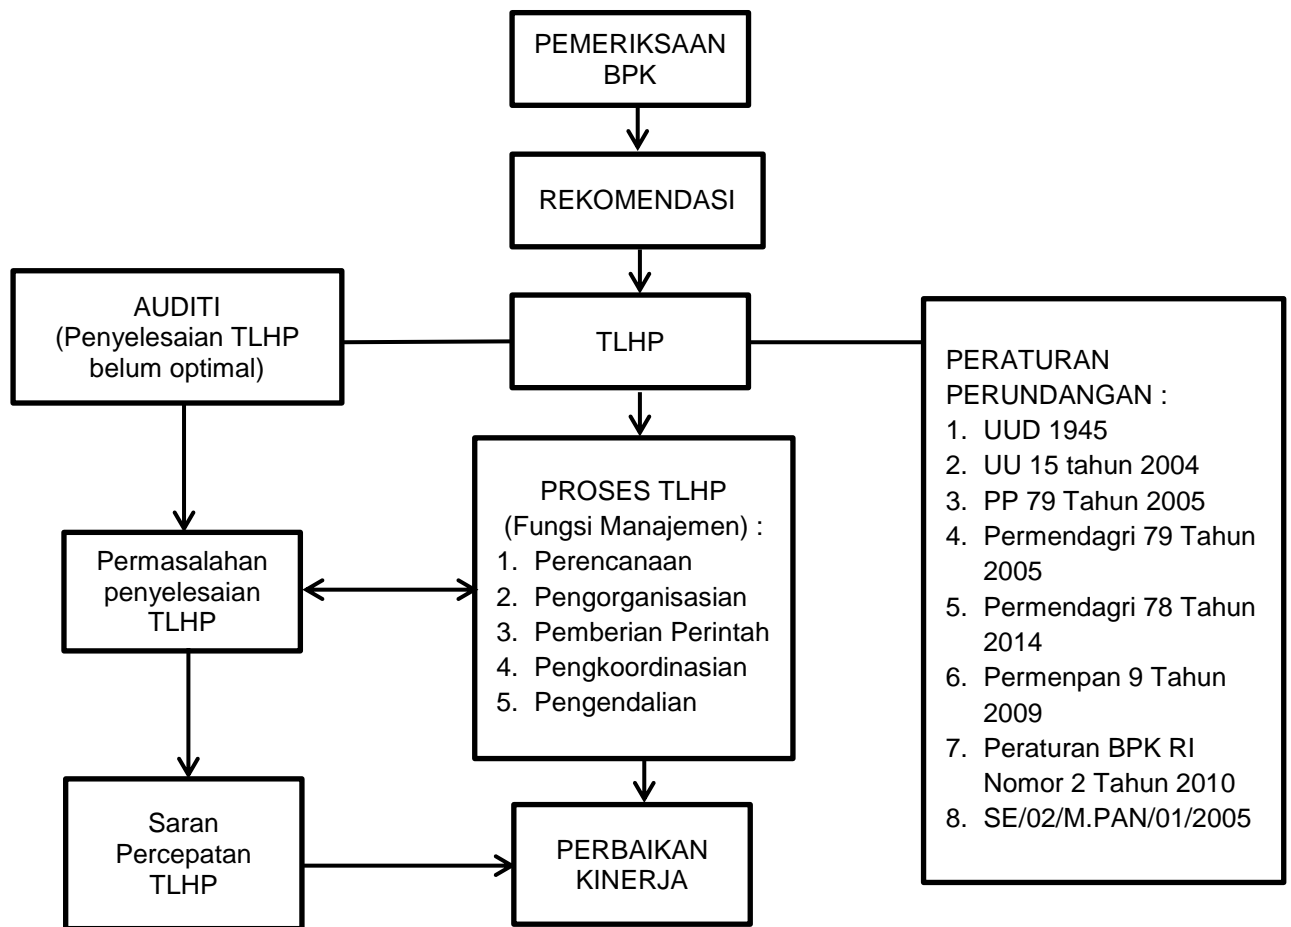 PEMERIKSAAN
BPK
REKOMENDASI
AUDITI
(Penyelesaian TLHP
belum optimal)
TLHP
PERATURAN
PERUNDANGAN :
1. UUD 1945
2. UU 15 tahun 2004
3. PP 79 Tahun 2005
4. Permendagri 79 Tahun
2005
5. Permendagri 78 Tahun
2014
6. Permenpan 9 Tahun
2009
7. Peraturan BPK RI
Nomor 2 Tahun 2010
8. SE/02/M.PAN/01/2005
PROSES TLHP
(Fungsi Manajemen) :
1. Perencanaan
2. Pengorganisasian
3. Pemberian Perintah
4. Pengkoordinasian
5. Pengendalian
Permasalahan
penyelesaian
TLHP
Saran
Percepatan
TLHP
PERBAIKAN
KINERJA